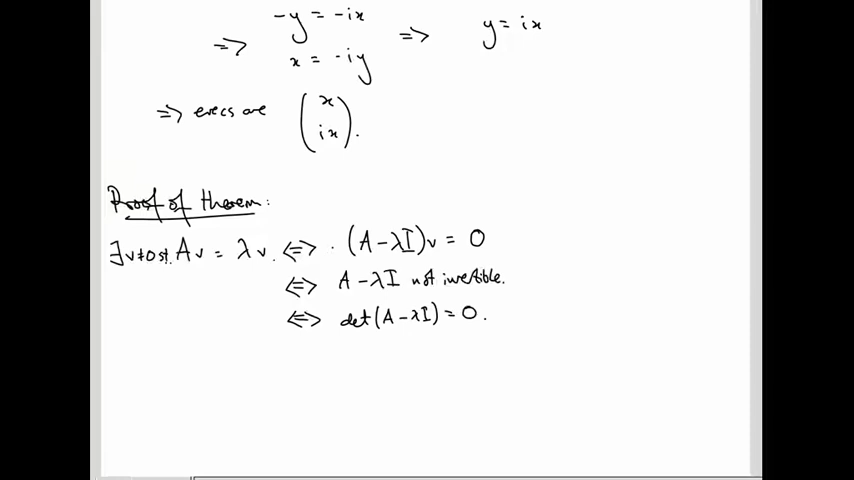 -y = -ix
=> => y = ix
x = -iy
=> evecs are (x ix).
Proof of theorem:
∃v≠0 st. Av = λv. <=> . (A-λI)v = 0
<=> A-λI not invertible.
<=> det(A-λI) = 0.